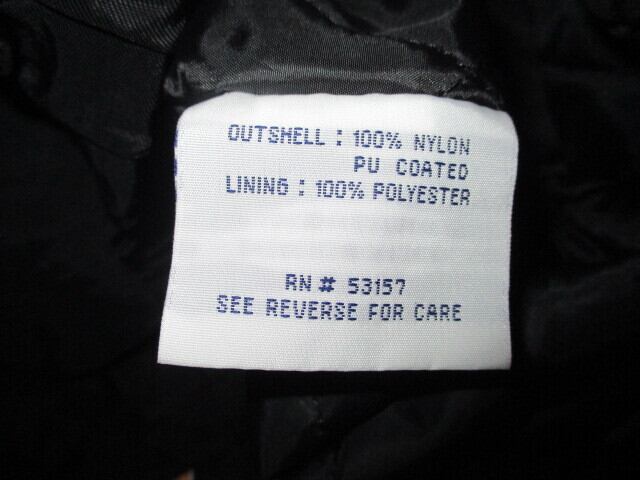 OUTSHELL : 100% NYLON
PU COATED
LINING : 100% POLYESTER
RN # 53157
SEE REVERSE FOR CARE